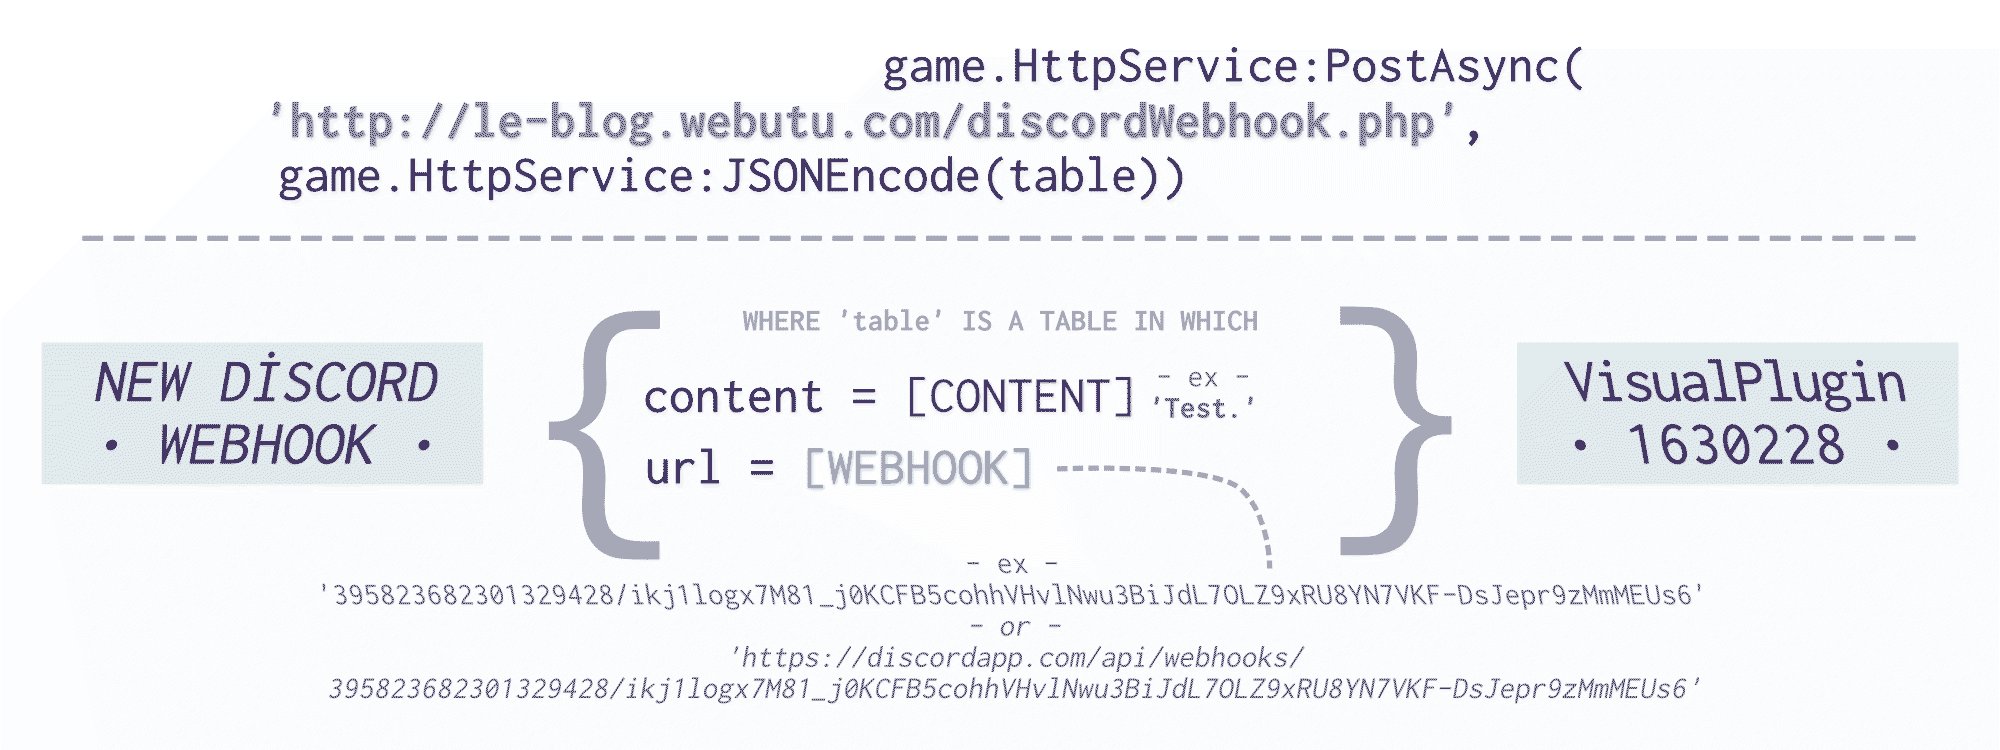 game.HttpService:PostAsync(
'http://le-blog.webutu.com/discordWebhook.php',
game.HttpService:JSONEncode(table))
NEW DİSCORD
• WEBHOOK •
{
WHERE 'table' IS A TABLE IN WHICH
content = [CONTENT]
- ex -
'Test.'
url = [WEBHOOK]
}
VisualPlugin
• 1630228 •
- ex -
'395823682301329428/ikj1logx7M81_j0KCFB5cohhVHvlNwu3BiJdL7OLZ9xRU8YN7VKF-DsJepr9zMmMEUs6'
- or -
'https://discordapp.com/api/webhooks/
395823682301329428/ikj1logx7M81_j0KCFB5cohhVHvlNwu3BiJdL7OLZ9xRU8YN7VKF-DsJepr9zMmMEUs6'